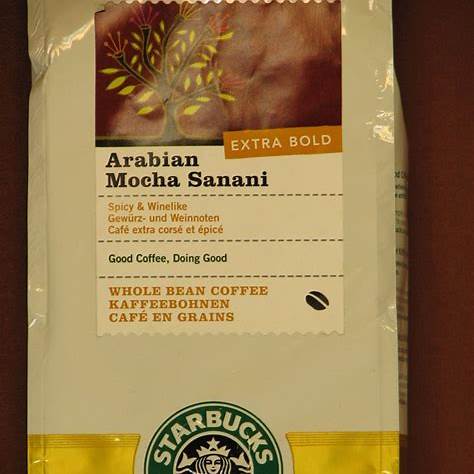 EXTRA BOLD
Arabian
Mocha Sanani
Spicy & Winelike
Gewürz- und Weinnoten
Café extra corsé et épicé
Good Coffee, Doing Good
WHOLE BEAN COFFEE
KAFFEEBOHNEN
CAFÉ EN GRAINS
STARBUCKS